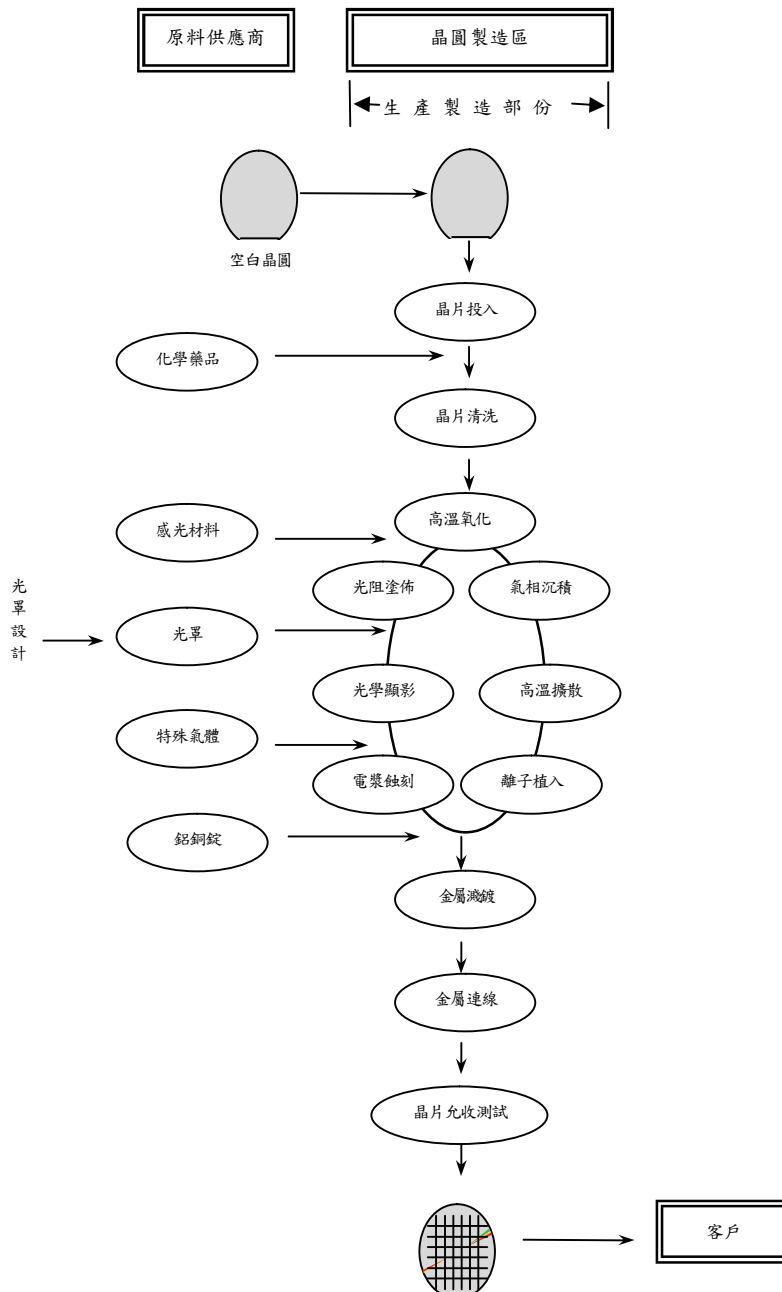 原料供應商
晶圓製造區
生產製造部份
空白晶圓
晶片投入
化學藥品
晶片清洗
高溫氧化
感光材料
光阻塗佈
氣相沉積
光罩設計
光罩
光學顯影
高溫擴散
特殊氣體
電漿蝕刻
離子植入
鋁銅錠
金屬濺鍍
金屬連線
晶片允收測試
客戶